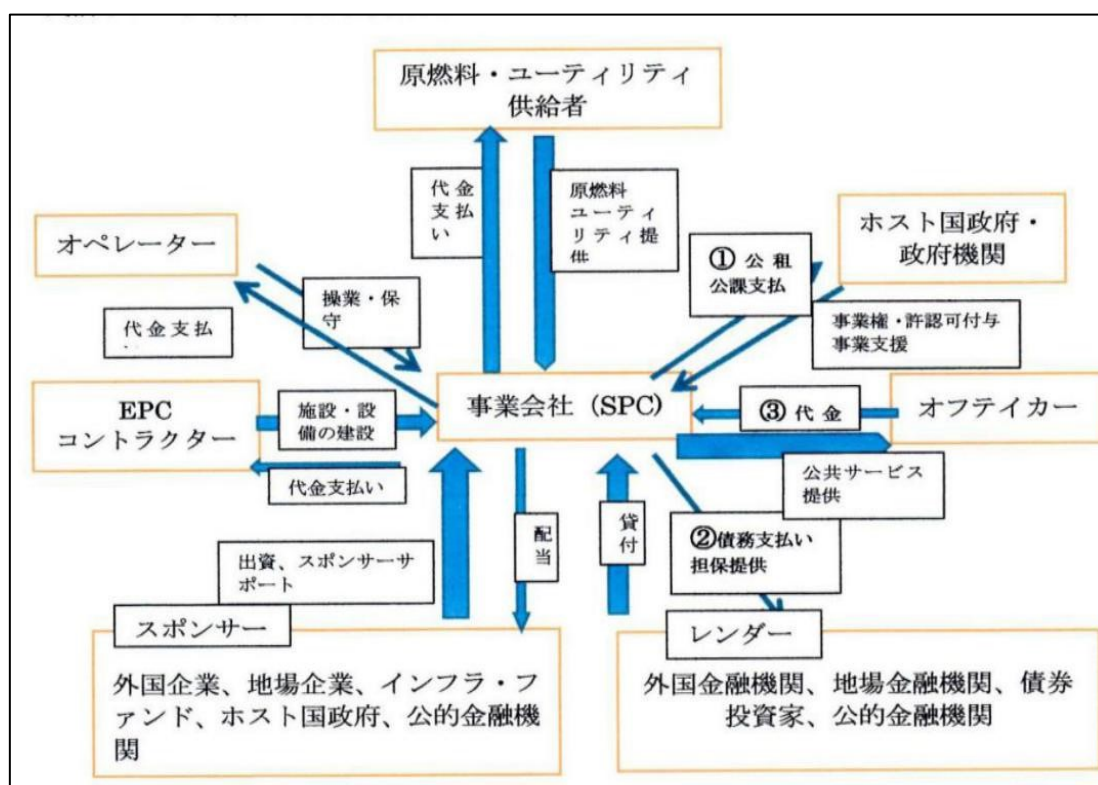 原燃料・ユーティリティ
供給者
代金
支払
い
原燃料
ユーティ
リティ提
供
オペレーター
ホスト国政府・
政府機関
① 公租
公課支払
操業・保
守
代金支払
事業権・許認可付与
事業支援
EPC
コントラクター
施設・設
備の建設
事業会社 (SPC)
③ 代金
オフテイカー
代金支払い
公共サービス
提供
配
当
貸
付
②債務支払い
担保提供
出資、スポンサーサ
ポート
スポンサー
レンダー
外国企業、地場企業、インフラ・フ
ァンド、ホスト国政府、公的金融機
関
外国金融機関、地場金融機関、債券
投資家、公的金融機関